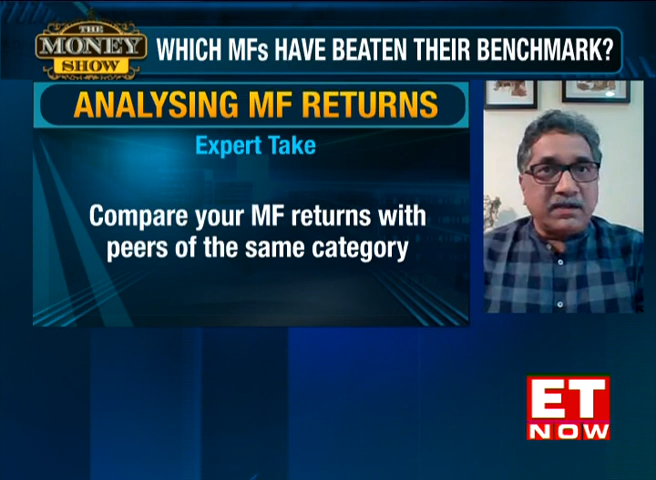 THE
MONEY
SHOW
WHICH MFs HAVE BEATEN THEIR BENCHMARK?
ANALYSING MF RETURNS
Expert Take
Compare your MF returns with
peers of the same category
ET
NOW